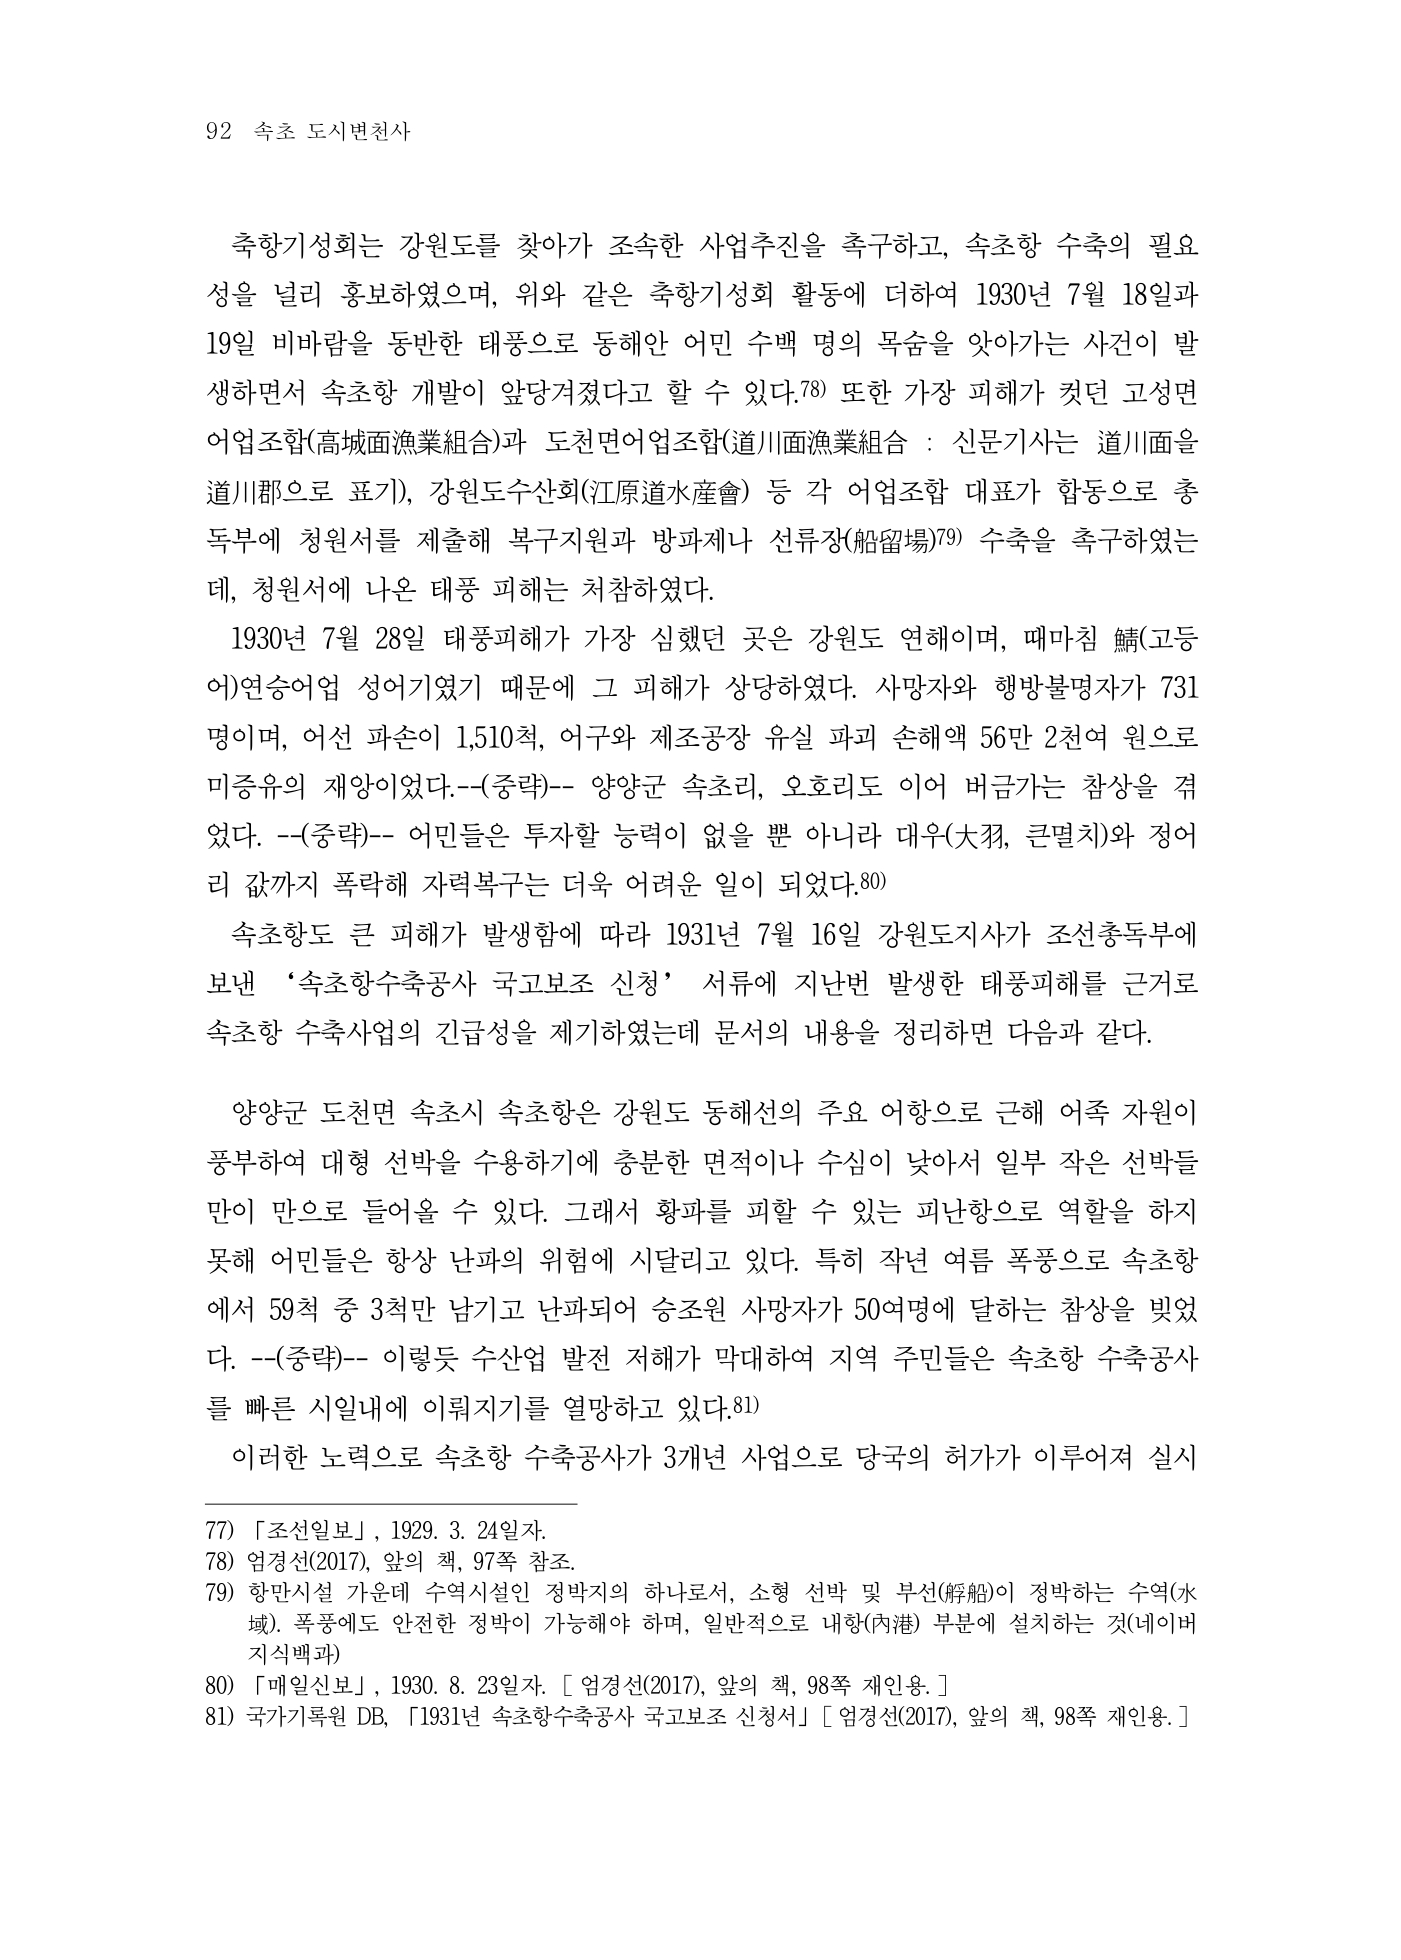 92 속초 도시변천사
축항기성회는 강원도를 찾아가 조속한 사업추진을 촉구하고, 속초항 수축의 필요
성을 널리 홍보하였으며, 위와 같은 축항기성회 활동에 더하여 1930년 7월 18일과
19일 비바람을 동반한 태풍으로 동해안 어민 수백 명의 목숨을 앗아가는 사건이 발
생하면서 속초항 개발이 앞당겨졌다고 할 수 있다.78) 또한 가장 피해가 컷던 고성면
어업조합(高城面漁業組合)과 도천면어업조합(道川面漁業組合 : 신문기사는 道川面을
道川郡으로 표기), 강원도수산회(江原道水産會) 등 각 어업조합 대표가 합동으로 총
독부에 청원서를 제출해 복구지원과 방파제나 선류장(船留場)79) 수축을 촉구하였는
데, 청원서에 나온 태풍 피해는 처참하였다.
1930년 7월 28일 태풍피해가 가장 심했던 곳은 강원도 연해이며, 때마침 鯖(고등
어)연승어업 성어기였기 때문에 그 피해가 상당하였다. 사망자와 행방불명자가 731
명이며, 어선 파손이 1,510척, 어구와 제조공장 유실 파괴 손해액 56만 2천여 원으로
미증유의 재앙이었다.--(중략)-- 양양군 속초리, 오호리도 이어 버금가는 참상을 겪
었다. --(중략)-- 어민들은 투자할 능력이 없을 뿐 아니라 대우(大羽, 큰멸치)와 정어
리 값까지 폭락해 자력복구는 더욱 어려운 일이 되었다.80)
속초항도 큰 피해가 발생함에 따라 1931년 7월 16일 강원도지사가 조선총독부에
보낸 ‘속초항수축공사 국고보조 신청’ 서류에 지난번 발생한 태풍피해를 근거로
속초항 수축사업의 긴급성을 제기하였는데 문서의 내용을 정리하면 다음과 같다.
양양군 도천면 속초시 속초항은 강원도 동해선의 주요 어항으로 근해 어족 자원이
풍부하여 대형 선박을 수용하기에 충분한 면적이나 수심이 낮아서 일부 작은 선박들
만이 만으로 들어올 수 있다. 그래서 황파를 피할 수 있는 피난항으로 역할을 하지
못해 어민들은 항상 난파의 위험에 시달리고 있다. 특히 작년 여름 폭풍으로 속초항
에서 59척 중 3척만 남기고 난파되어 승조원 사망자가 50여명에 달하는 참상을 빚었
다. --(중략)-- 이렇듯 수산업 발전 저해가 막대하여 지역 주민들은 속초항 수축공사
를 빠른 시일내에 이뤄지기를 열망하고 있다.81)
이러한 노력으로 속초항 수축공사가 3개년 사업으로 당국의 허가가 이루어져 실시
77) 「조선일보」, 1929. 3. 24일자.
78) 엄경선(2017), 앞의 책, 97쪽 참조.
79) 항만시설 가운데 수역시설인 정박지의 하나로서, 소형 선박 및 부선(艀船)이 정박하는 수역(水
域). 폭풍에도 안전한 정박이 가능해야 하며, 일반적으로 내항(內港) 부분에 설치하는 것(네이버
지식백과)
80) 「매일신보」, 1930. 8. 23일자. [ 엄경선(2017), 앞의 책, 98쪽 재인용. ]
81) 국가기록원 DB, 「1931년 속초항수축공사 국고보조 신청서」[ 엄경선(2017), 앞의 책, 98쪽 재인용. ]